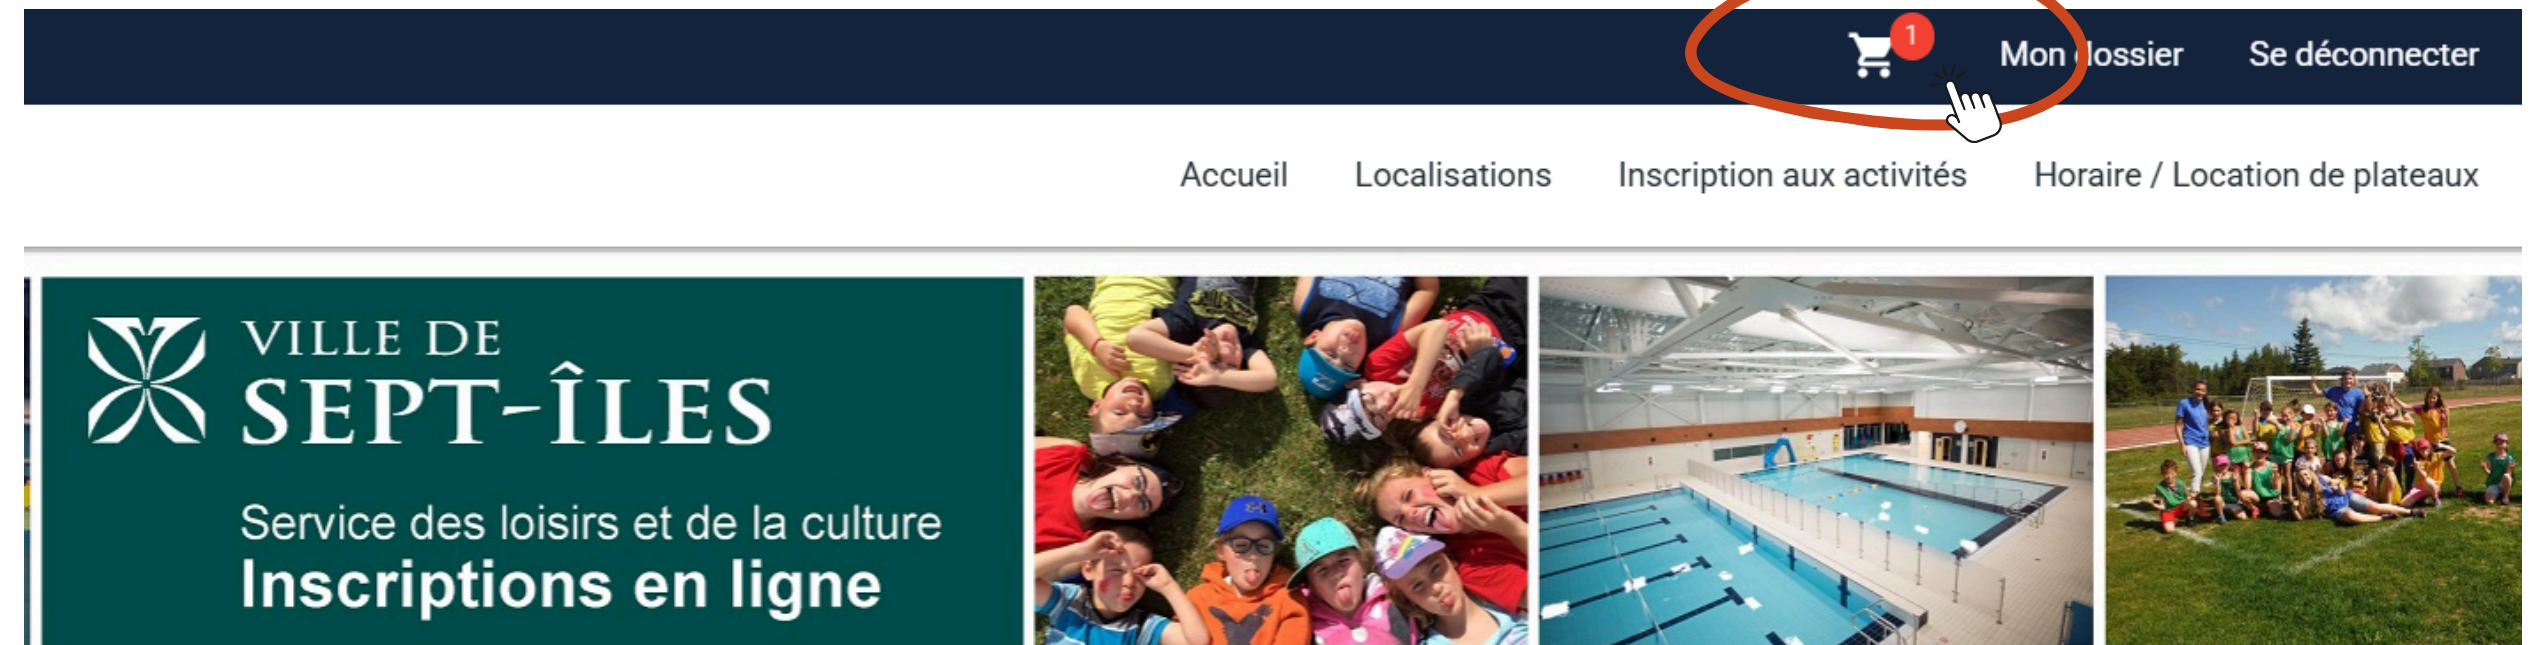 1
Mon dossier
Se déconnecter
Accueil
Localisations
Inscription aux activités
Horaire / Location de plateaux
VILLE DE
SEPT-ÎLES
Service des loisirs et de la culture
Inscriptions en ligne